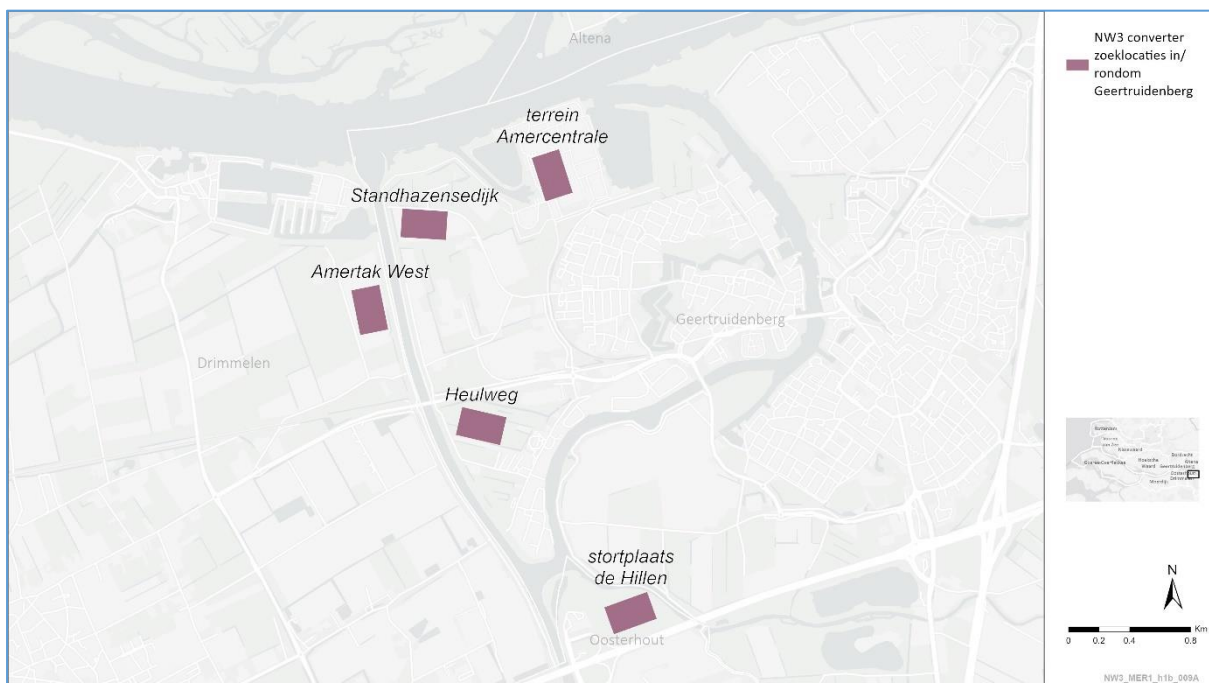 Altena
terrein
Amercentrale
Standhazensedijk
Amertak West
Geertruidenberg
Drimmelen
Heulweg
stortplaats
de Hillen
Oosterhout
NW3 converter
zoeklocaties in/
rondom
Geertruidenberg
N
Km
0 0.2 0.4 0.8
NW3_MER1_h1b_009A